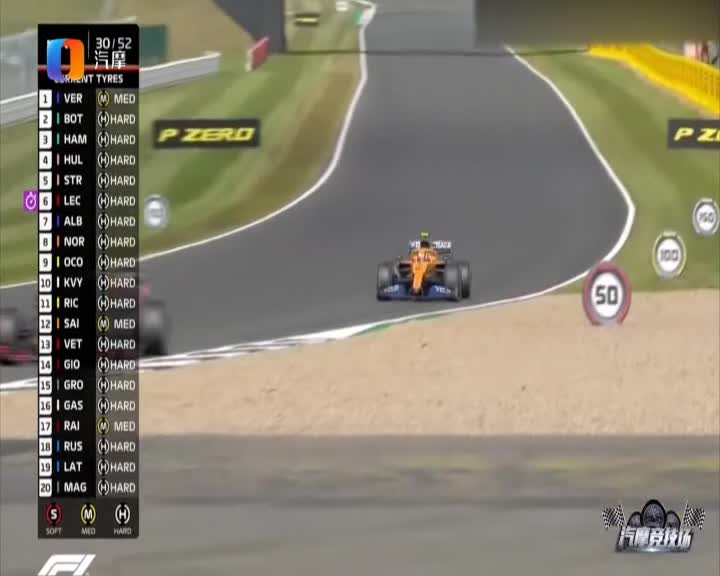 30/52
汽摩
CURRENT TYRES
1 VER M MED
2 BOT H HARD
3 HAM H HARD
4 HUL H HARD
5 STR H HARD
6 LEC H HARD
7 ALB H HARD
8 NOR H HARD
9 OCO H HARD
10 KVY H HARD
11 RIC H HARD
12 SAI M MED
13 VET H HARD
14 GIO H HARD
15 GRO H HARD
16 GAS H HARD
17 RAI M MED
18 RUS H HARD
19 LAT H HARD
20 MAG H HARD
S M H
SOFT MED HARD
P ZERO
P Z
150
100
50
F1
汽摩竞技场